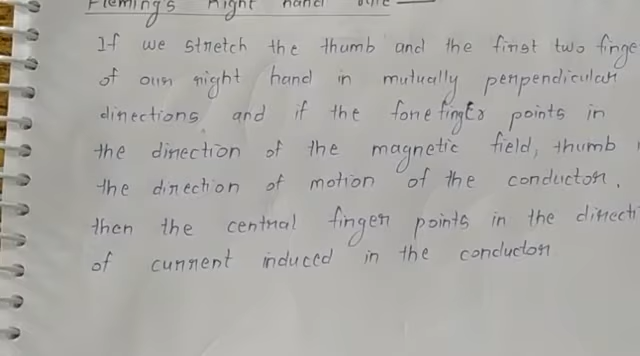 Fleming's Right hand rule
If we stretch the thumb and the first two finge
of our right hand in mutually perpendicular
directions and if the forefinger points in
the direction of the magnetic field, thumb
the direction of motion of the conductor,
then the central finger points in the directi
of current induced in the conductor